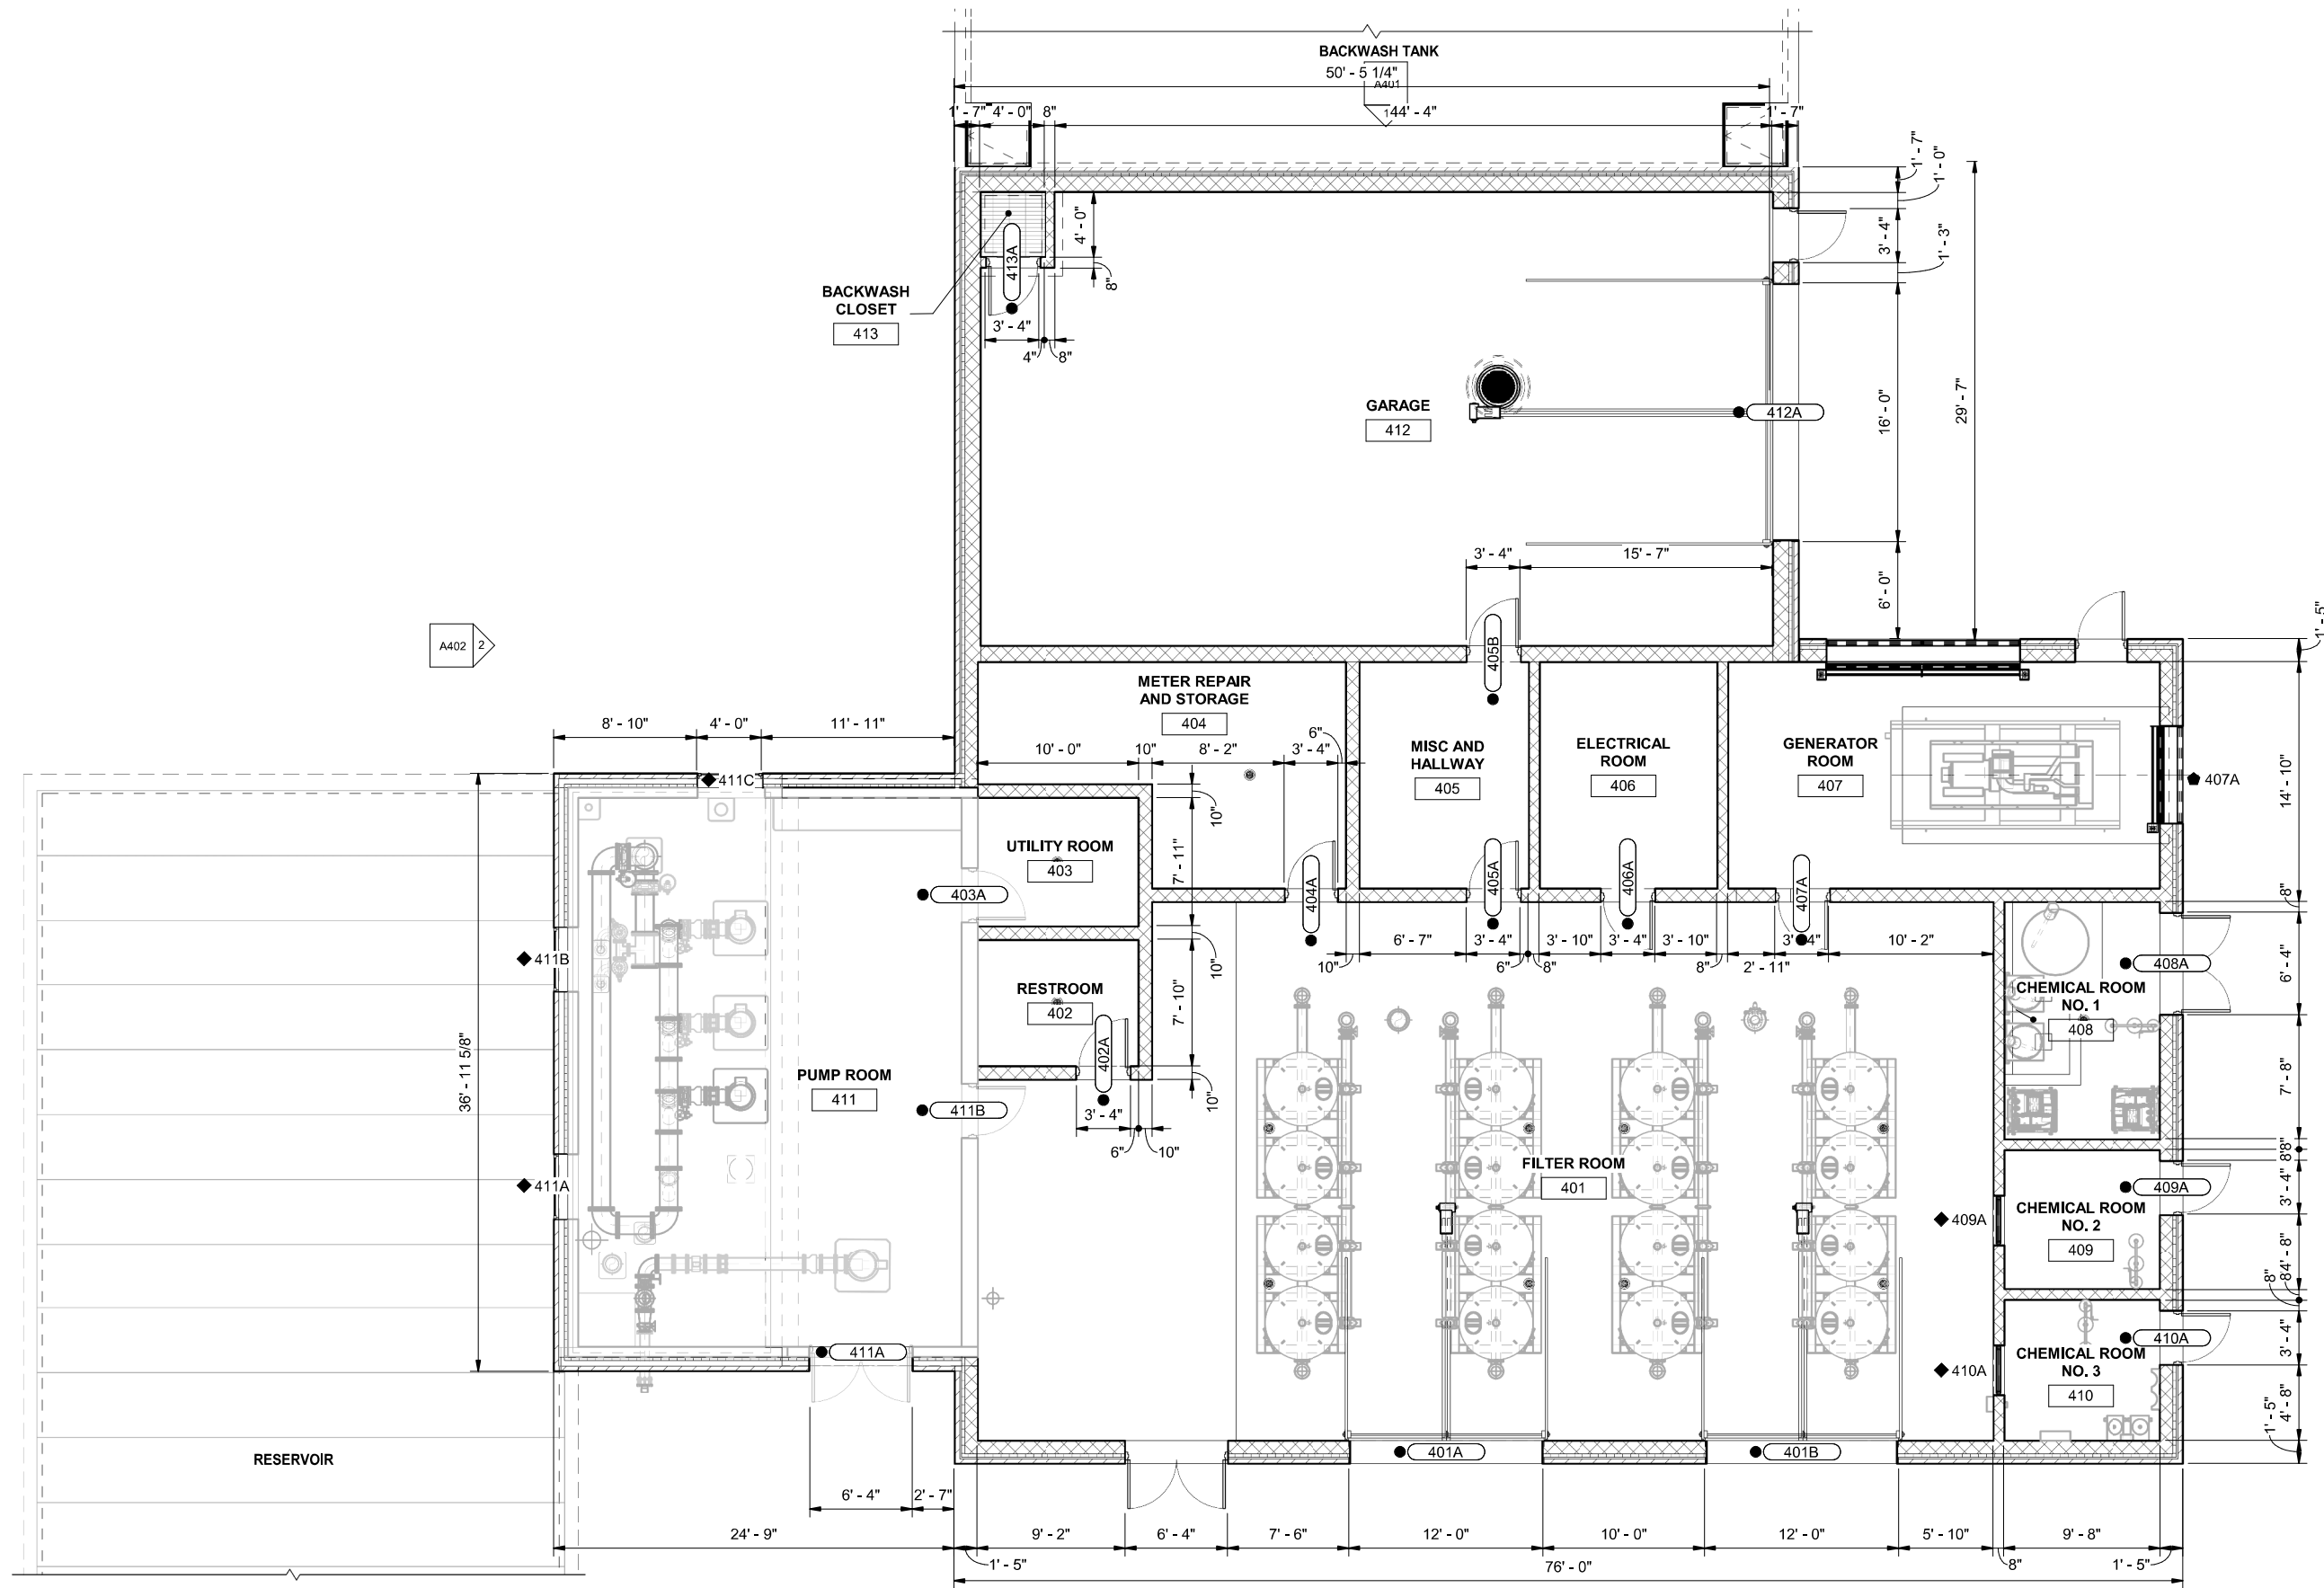 BACKWASH TANK
50' - 5 1/4"
A401
1' - 7"
4' - 0"
8"
1
44' - 4"
1' - 7"
1' - 7"
1' - 0"
4' - 0"
3' - 4"
1' - 3"
413A
8"
BACKWASH
CLOSET
413
3' - 4"
4"
8"
GARAGE
412
412A
16' - 0"
29' - 7"
3' - 4"
15' - 7"
6' - 0"
1' - 5"
A402
2
405B
METER REPAIR
AND STORAGE
404
8' - 10"
4' - 0"
11' - 11"
10' - 0"
10"
8' - 2"
3' - 4"
6"
MISC AND
HALLWAY
405
ELECTRICAL
ROOM
406
GENERATOR
ROOM
407
411C
407A
14' - 10"
10"
UTILITY ROOM
403
7' - 11"
403A
404A
405A
406A
407A
8"
6' - 7"
3' - 4"
3' - 10"
3' - 4"
3' - 10"
3' - 4"
10' - 2"
10"
6"
8"
8"
2' - 11"
411B
10"
408A
6' - 4"
RESTROOM
402
7' - 10"
CHEMICAL ROOM
NO. 1
408
36' - 11 5/8"
402A
PUMP ROOM
411
411B
3' - 4"
10"
7' - 8"
6"
10"
8"
8"
FILTER ROOM
401
411A
409A
3' - 4"
CHEMICAL ROOM
NO. 2
409
409A
4' - 8"
8"
8"
411A
410A
3' - 4"
CHEMICAL ROOM
NO. 3
410
410A
4' - 8"
1' - 5"
RESERVOIR
401A
401B
6' - 4"
2' - 7"
24' - 9"
9' - 2"
6' - 4"
7' - 6"
12' - 0"
10' - 0"
12' - 0"
5' - 10"
9' - 8"
1' - 5"
76' - 0"
8"
1' - 5"